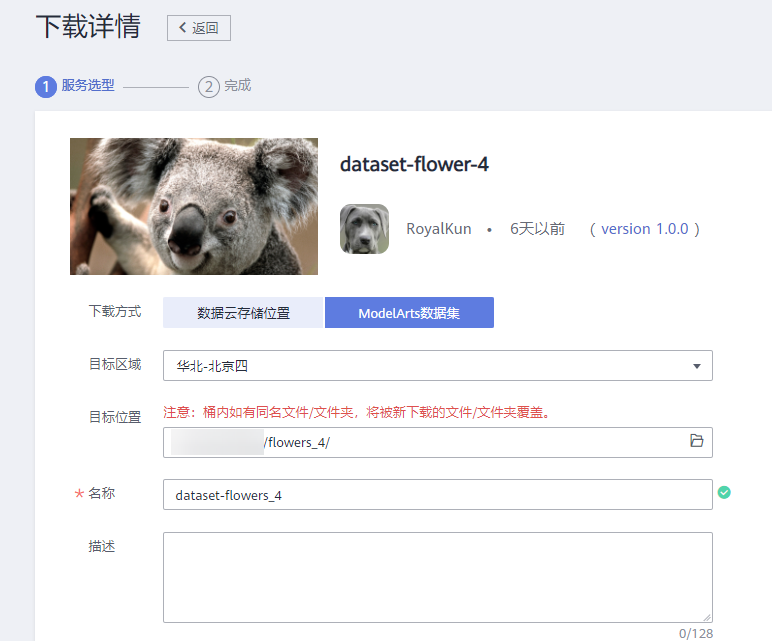 下载详情 返回
1 服务选型 2 完成
dataset-flower-4
RoyalKun • 6天以前 ( version 1.0.0 )
下载方式 数据云存储位置 ModelArts数据集
目标区域 华北-北京四
目标位置 注意：桶内如有同名文件/文件夹，将被新下载的文件/文件夹覆盖。
/flowers_4/
* 名称 dataset-flowers_4
描述
0/128